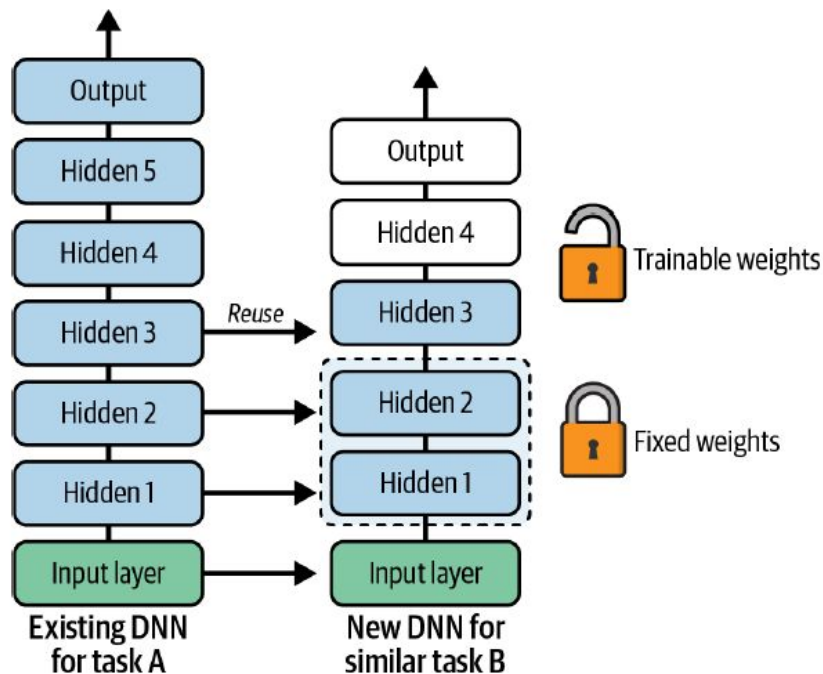 Output
Hidden 5
Hidden 4
Hidden 3
Hidden 2
Hidden 1
Input layer
Existing DNN
for task A
Reuse
Output
Hidden 4
Hidden 3
Hidden 2
Hidden 1
Input layer
New DNN for
similar task B
Trainable weights
Fixed weights